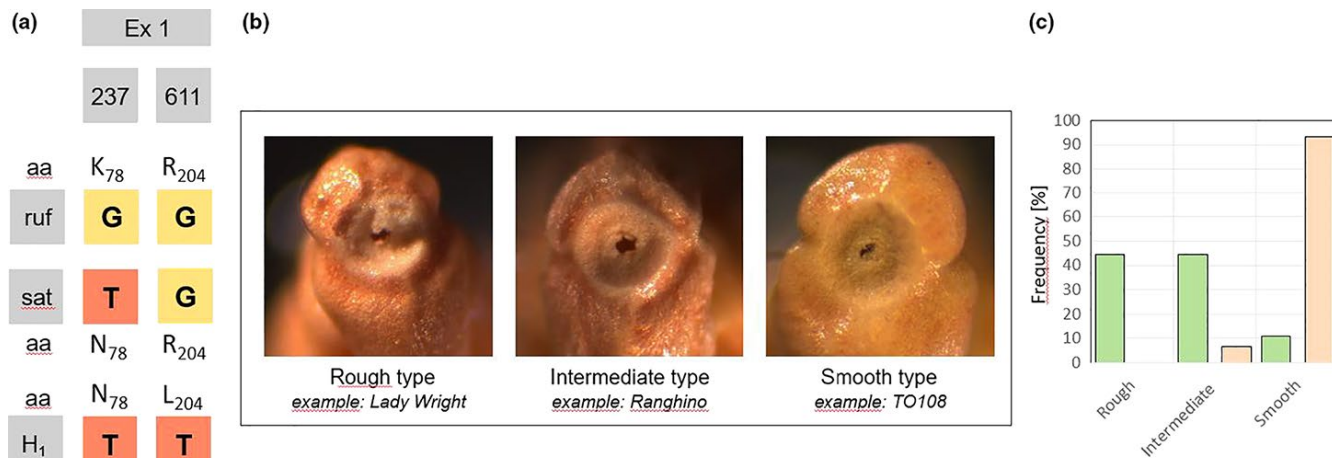 (a)
Ex 1
237 611
aa K78 R204
ruf G G
sat T G
aa N78 R204
aa N78 L204
H1 T T
(b)
Rough type
example: Lady Wright
Intermediate type
example: Ranghino
Smooth type
example: TO108
(c)
Frequency [%]
100
90
80
70
60
50
40
30
20
10
0
Rough
Intermediate
Smooth